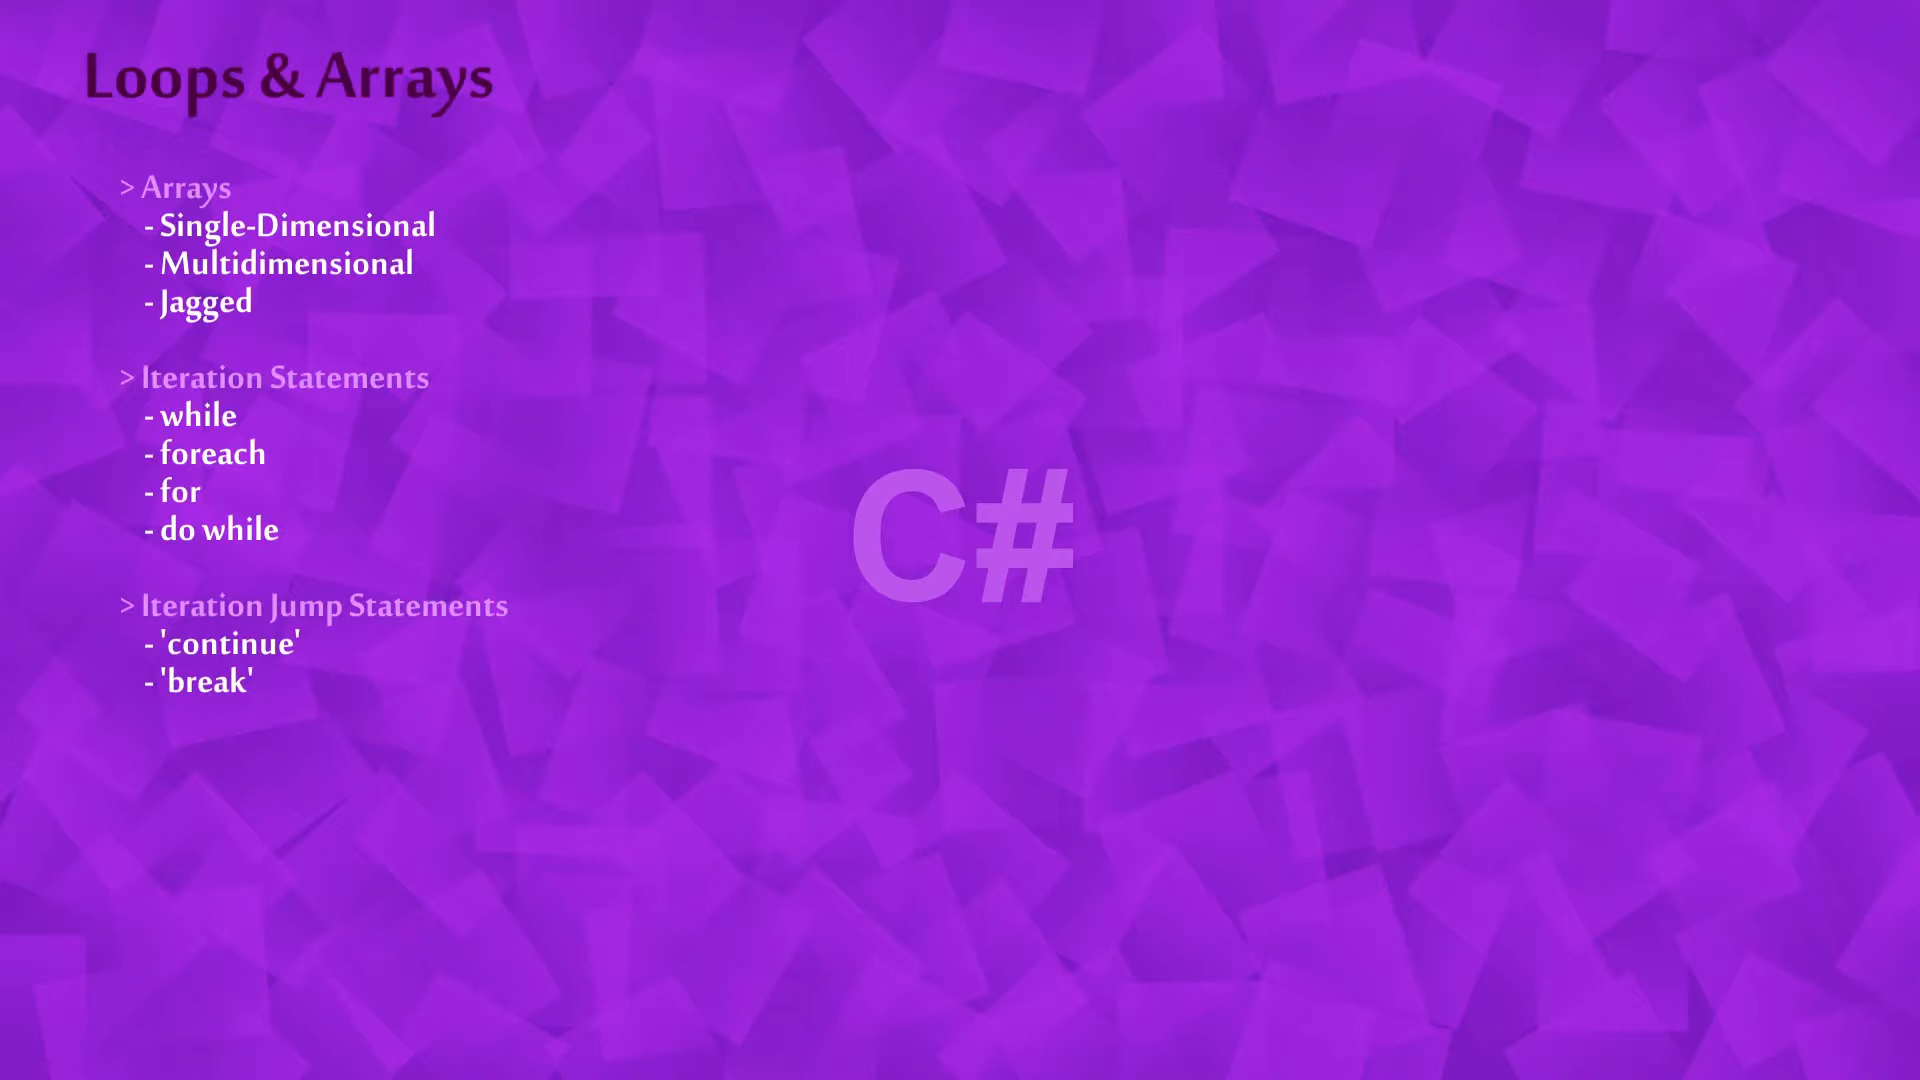 Loops & Arrays
> Arrays
- Single-Dimensional
- Multidimensional
- Jagged
> Iteration Statements
- while
- foreach
- for
- do while
> Iteration Jump Statements
- 'continue'
- 'break'
C#